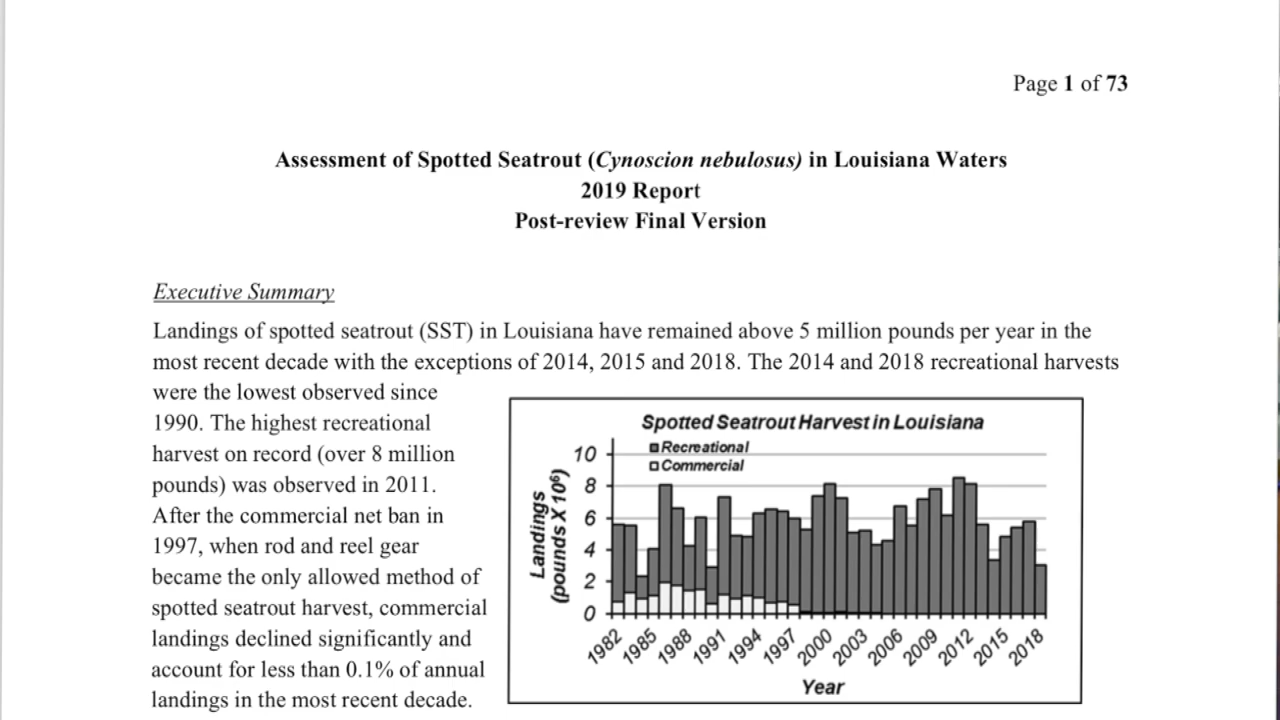 Page 1 of 73
Assessment of Spotted Seatrout (Cynoscion nebulosus) in Louisiana Waters
2019 Report
Post-review Final Version
Executive Summary
Landings of spotted seatrout (SST) in Louisiana have remained above 5 million pounds per year in the
most recent decade with the exceptions of 2014, 2015 and 2018. The 2014 and 2018 recreational harvests
were the lowest observed since
1990. The highest recreational
harvest on record (over 8 million
pounds) was observed in 2011.
After the commercial net ban in
1997, when rod and reel gear
became the only allowed method of
spotted seatrout harvest, commercial
landings declined significantly and
account for less than 0.1% of annual
landings in the most recent decade.
Spotted Seatrout Harvest in Louisiana
Recreational
Commercial
Landings
(pounds X 10⁶)
10
8
6
4
2
0
1982 1985 1988 1991 1994 1997 2000 2003 2006 2009 2012 2015 2018
Year